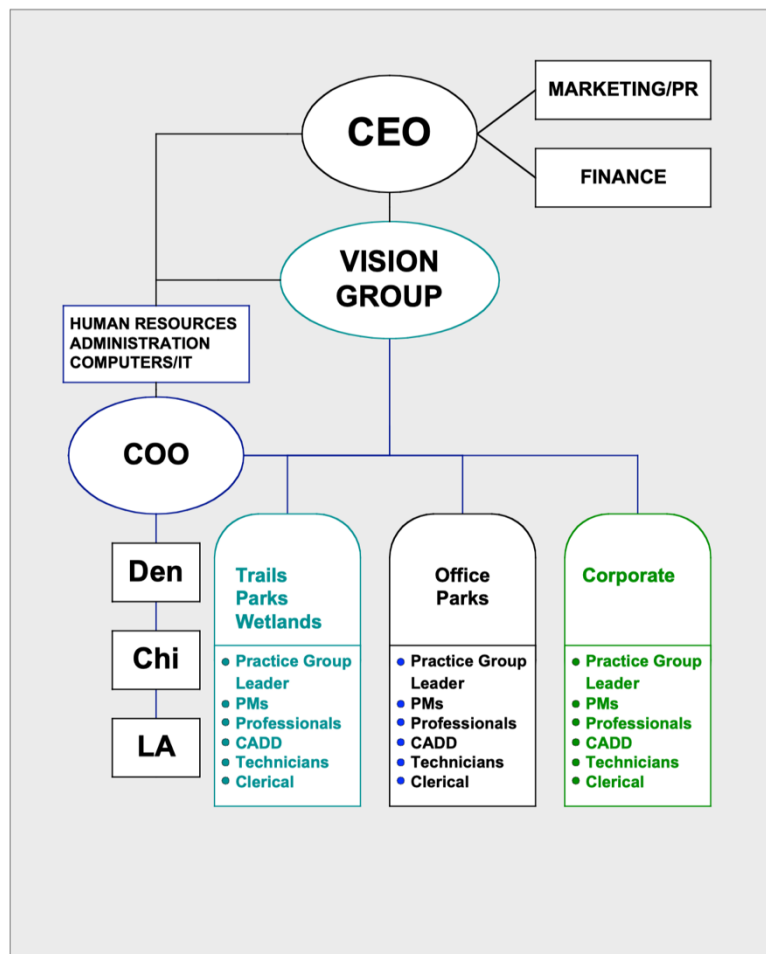 CEO
MARKETING/PR
FINANCE
VISION
GROUP
HUMAN RESOURCES
ADMINISTRATION
COMPUTERS/IT
COO
Den
Chi
LA
Trails
Parks
Wetlands
• Practice Group
Leader
• PMs
• Professionals
• CADD
• Technicians
• Clerical
Office
Parks
• Practice Group
Leader
• PMs
• Professionals
• CADD
• Technicians
• Clerical
Corporate
• Practice Group
Leader
• PMs
• Professionals
• CADD
• Technicians
• Clerical